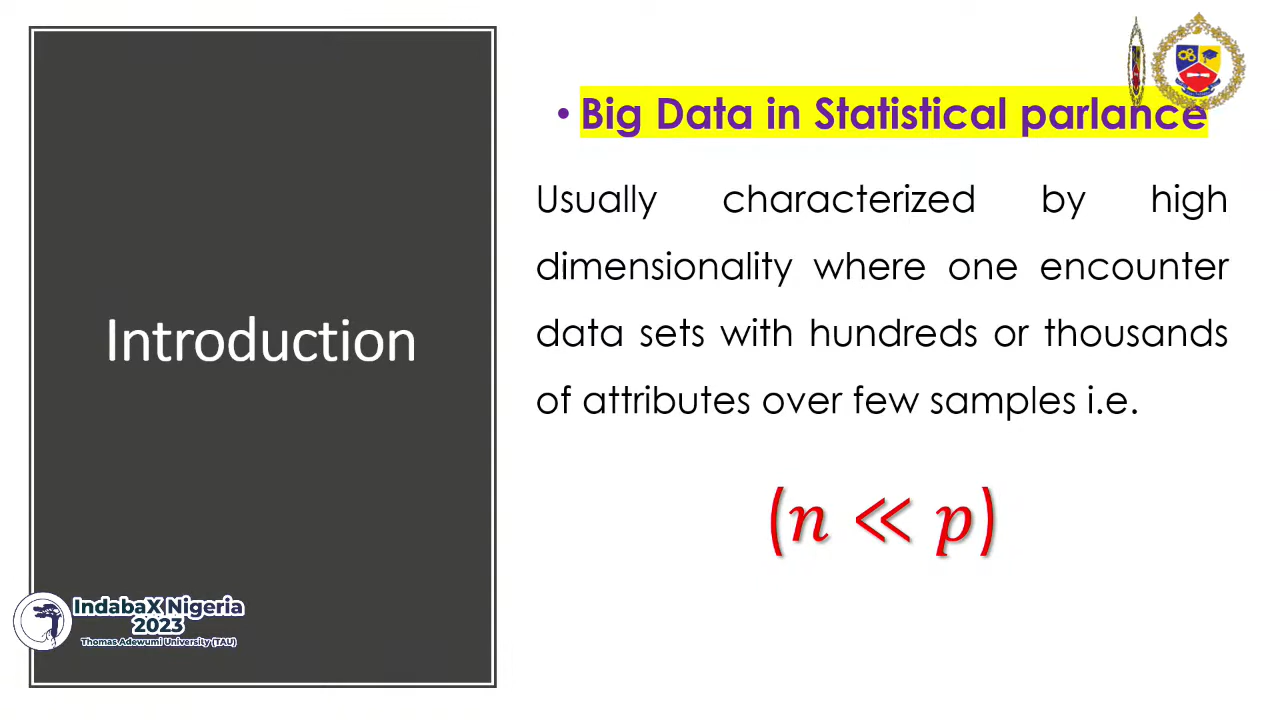 Introduction
• Big Data in Statistical parlance
Usually characterized by high
dimensionality where one encounter
data sets with hundreds or thousands
of attributes over few samples i.e.
(n ≪ p)
IndabaX Nigeria
2023
Thomas Adewumi University (TAU)